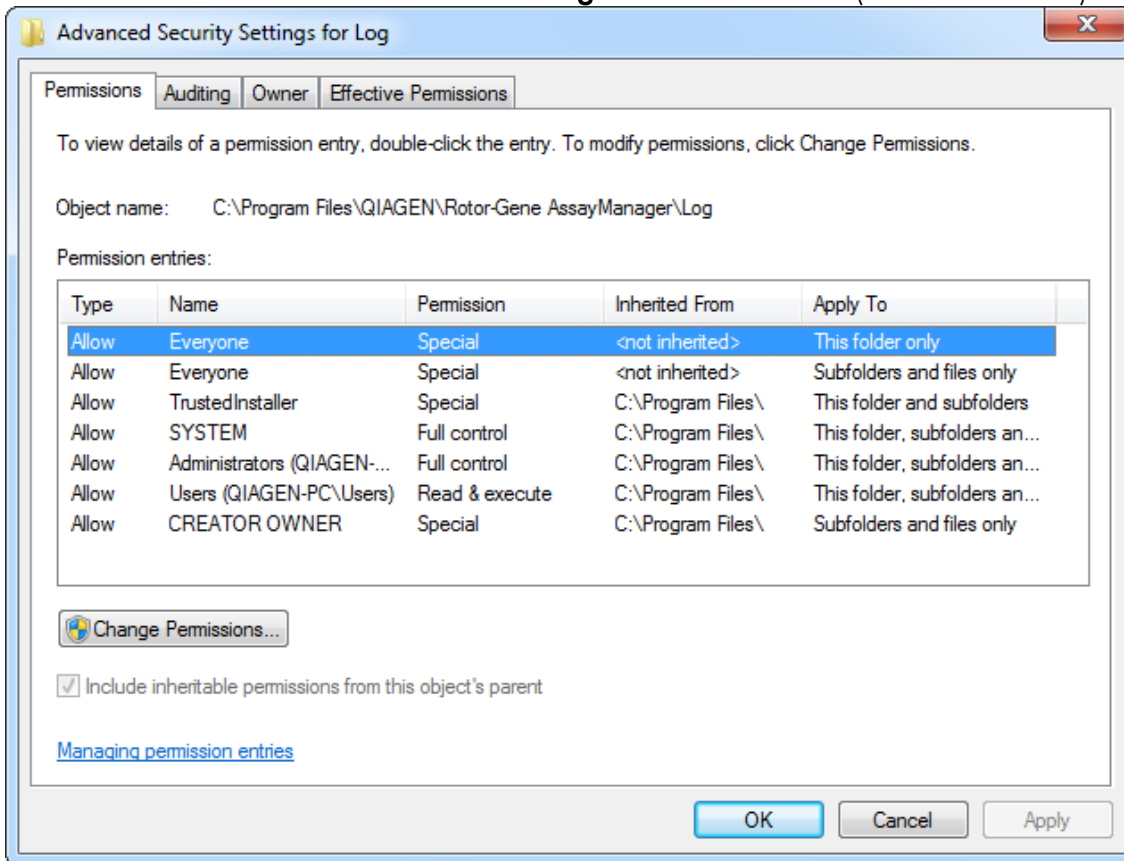 Advanced Security Settings for Log
Permissions Auditing Owner Effective Permissions
To view details of a permission entry, double-click the entry. To modify permissions, click Change Permissions.
Object name: C:\Program Files\QIAGEN\Rotor-Gene AssayManager\Log
Permission entries:
Type Name Permission Inherited From Apply To
Allow Everyone Special <not inherited> This folder only
Allow Everyone Special <not inherited> Subfolders and files only
Allow TrustedInstaller Special C:\Program Files\ This folder and subfolders
Allow SYSTEM Full control C:\Program Files\ This folder, subfolders an...
Allow Administrators (QIAGEN-... Full control C:\Program Files\ This folder, subfolders an...
Allow Users (QIAGEN-PC\Users) Read & execute C:\Program Files\ This folder, subfolders an...
Allow CREATOR OWNER Special C:\Program Files\ Subfolders and files only
Change Permissions...
Include inheritable permissions from this object's parent
Managing permission entries
OK Cancel Apply